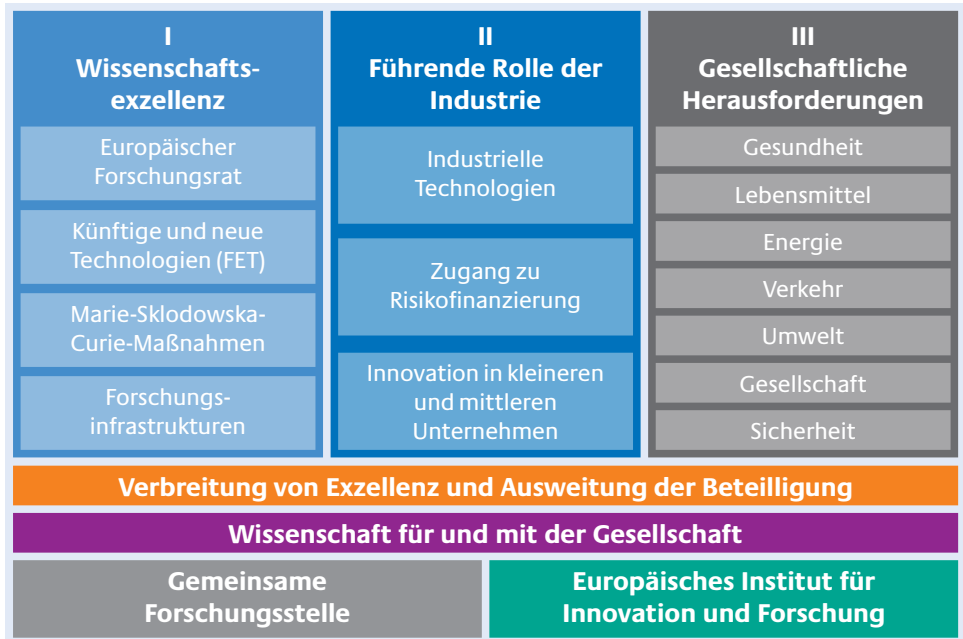 I
Wissenschafts-
exzellenz
Europäischer
Forschungsrat
Künftige und neue
Technologien (FET)
Marie-Sklodowska-
Curie-Maßnahmen
Forschungs-
infrastrukturen
II
Führende Rolle der
Industrie
Industrielle
Technologien
Zugang zu
Risikofinanzierung
Innovation in kleineren
und mittleren
Unternehmen
III
Gesellschaftliche
Herausforderungen
Gesundheit
Lebensmittel
Energie
Verkehr
Umwelt
Gesellschaft
Sicherheit
Verbreitung von Exzellenz und Ausweitung der Beteilligung
Wissenschaft für und mit der Gesellschaft
Gemeinsame
Forschungsstelle
Europäisches Institut für
Innovation und Forschung